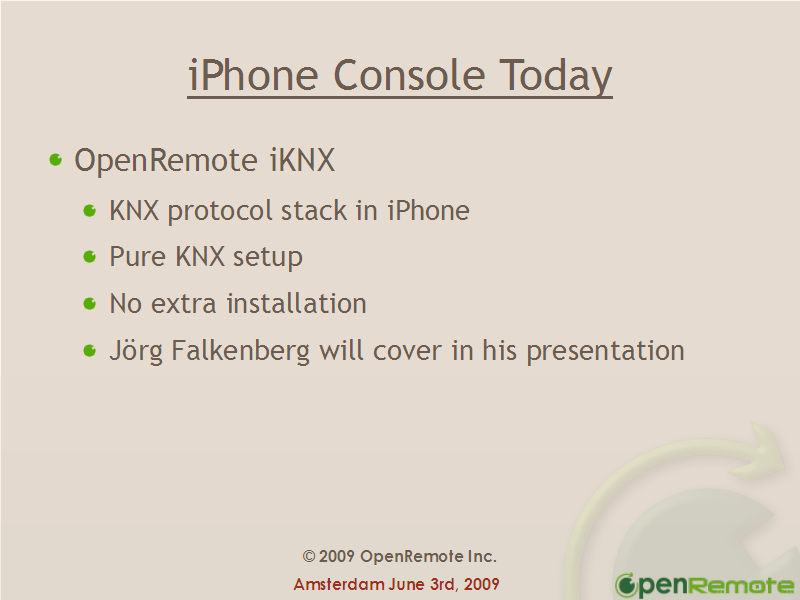 iPhone Console Today
OpenRemote iKNX
KNX protocol stack in iPhone
Pure KNX setup
No extra installation
Jörg Falkenberg will cover in his presentation
© 2009 OpenRemote Inc.
Amsterdam June 3rd, 2009
OpenRemote